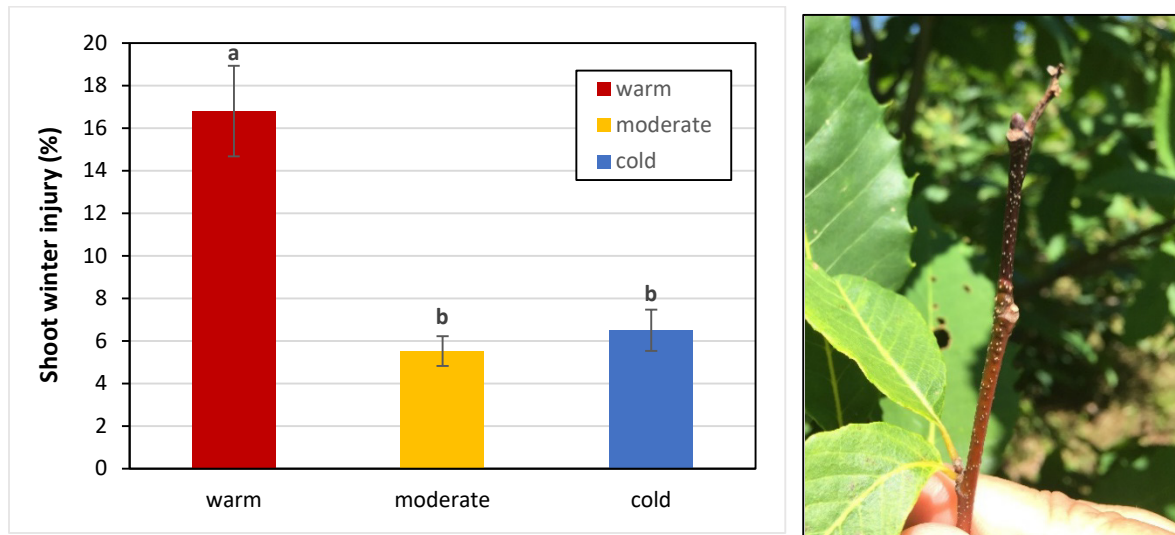 Shoot winter injury (%)
20
18
16
14
12
10
8
6
4
2
0
a
b
b
warm
moderate
cold
warm
moderate
cold